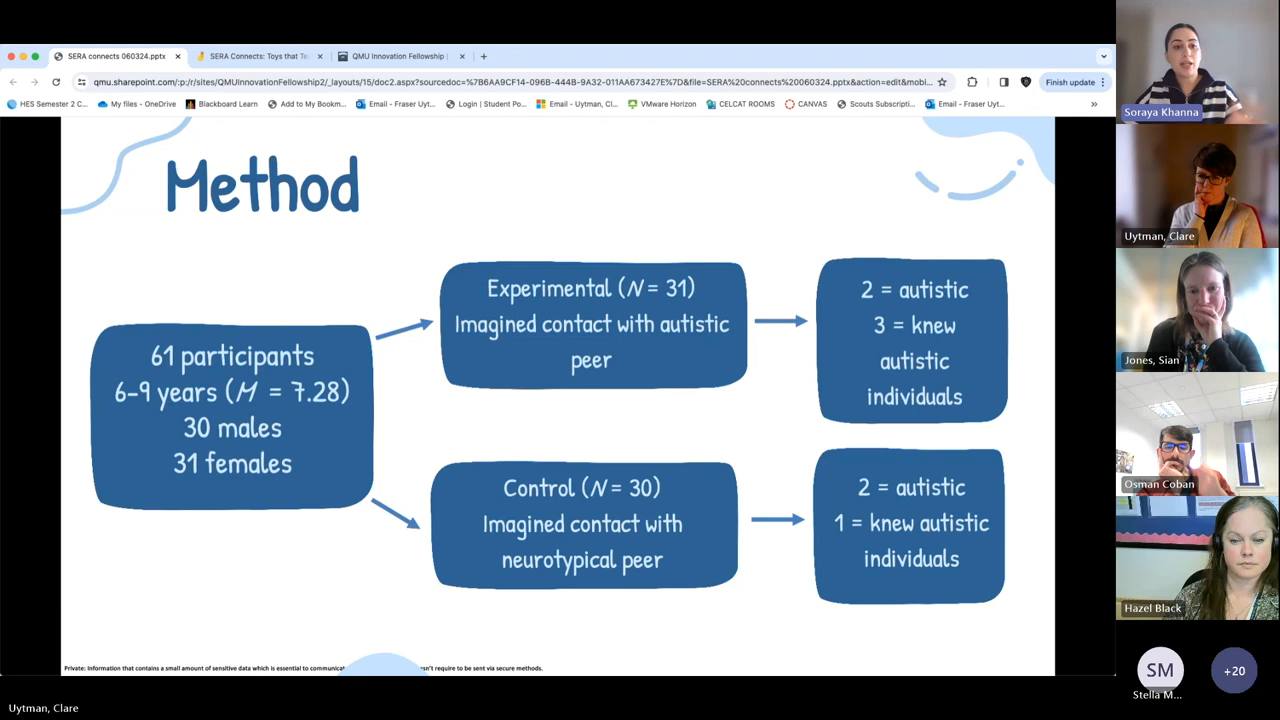 SERA connects 060324.pptx
SERA Connects: Toys that Te
QMU Innovation Fellowship
qmu.sharepoint.com/:p:/r/sites/QMUInnovationFellowship2/_layouts/15/doc2.aspx?sourcedoc=%7B6AA9CF14-096B-444B-9A32-011AA673427E%7D&file=SERA%20connects%20060324.pptx&action=edit&mobi...
Finish update
HES Semester 2 C...
My files - OneDrive
Blackboard Learn
Add to My Bookm...
Email - Fraser Uyt...
Login | Student Po...
Email - Uytman, Cl...
VMware Horizon
CELCAT ROOMS
CANVAS
Scouts Subscripti...
Email - Fraser Uyt...
Method
61 participants
6-9 years (M = 7.28)
30 males
31 females
Experimental (N = 31)
Imagined contact with autistic
peer
2 = autistic
3 = knew
autistic
individuals
Control (N = 30)
Imagined contact with
neurotypical peer
2 = autistic
1 = knew autistic
individuals
Private: Information that contains a small amount of sensitive data which is essential to communicat
sn't require to be sent via secure methods.
Soraya Khanna
Uytman, Clare
Jones, Sian
Osman Coban
Hazel Black
SM
Stella M...
+20
Uytman, Clare